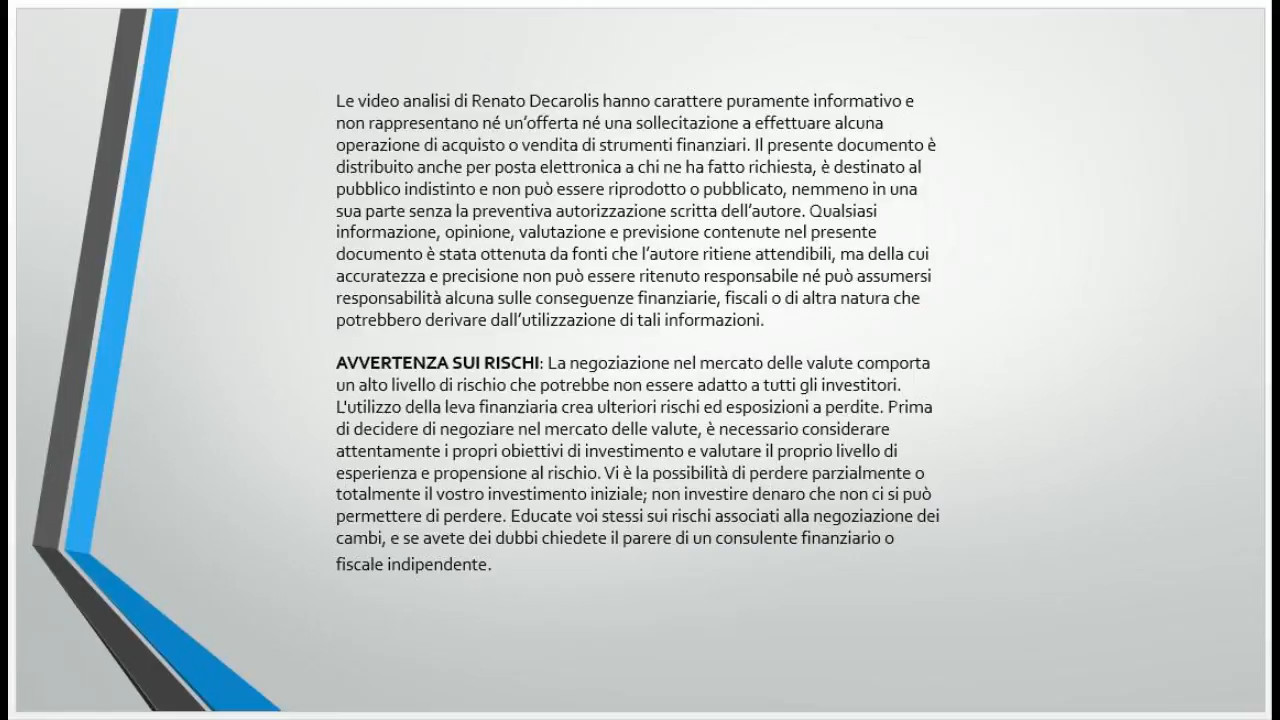 Le video analisi di Renato Decarolis hanno carattere puramente informativo e
non rappresentano né un’offerta né una sollecitazione a effettuare alcuna
operazione di acquisto o vendita di strumenti finanziari. Il presente documento è
distribuito anche per posta elettronica a chi ne ha fatto richiesta, è destinato al
pubblico indistinto e non può essere riprodotto o pubblicato, nemmeno in una
sua parte senza la preventiva autorizzazione scritta dell’autore. Qualsiasi
informazione, opinione, valutazione e previsione contenute nel presente
documento è stata ottenuta da fonti che l’autore ritiene attendibili, ma della cui
accuratezza e precisione non può essere ritenuto responsabile né può assumersi
responsabilità alcuna sulle conseguenze finanziarie, fiscali o di altra natura che
potrebbero derivare dall’utilizzazione di tali informazioni.
AVVERTENZA SUI RISCHI: La negoziazione nel mercato delle valute comporta
un alto livello di rischio che potrebbe non essere adatto a tutti gli investitori.
L'utilizzo della leva finanziaria crea ulteriori rischi ed esposizioni a perdite. Prima
di decidere di negoziare nel mercato delle valute, è necessario considerare
attentamente i propri obiettivi di investimento e valutare il proprio livello di
esperienza e propensione al rischio. Vi è la possibilità di perdere parzialmente o
totalmente il vostro investimento iniziale; non investire denaro che non ci si può
permettere di perdere. Educate voi stessi sui rischi associati alla negoziazione dei
cambi, e se avete dei dubbi chiedete il parere di un consulente finanziario o
fiscale indipendente.